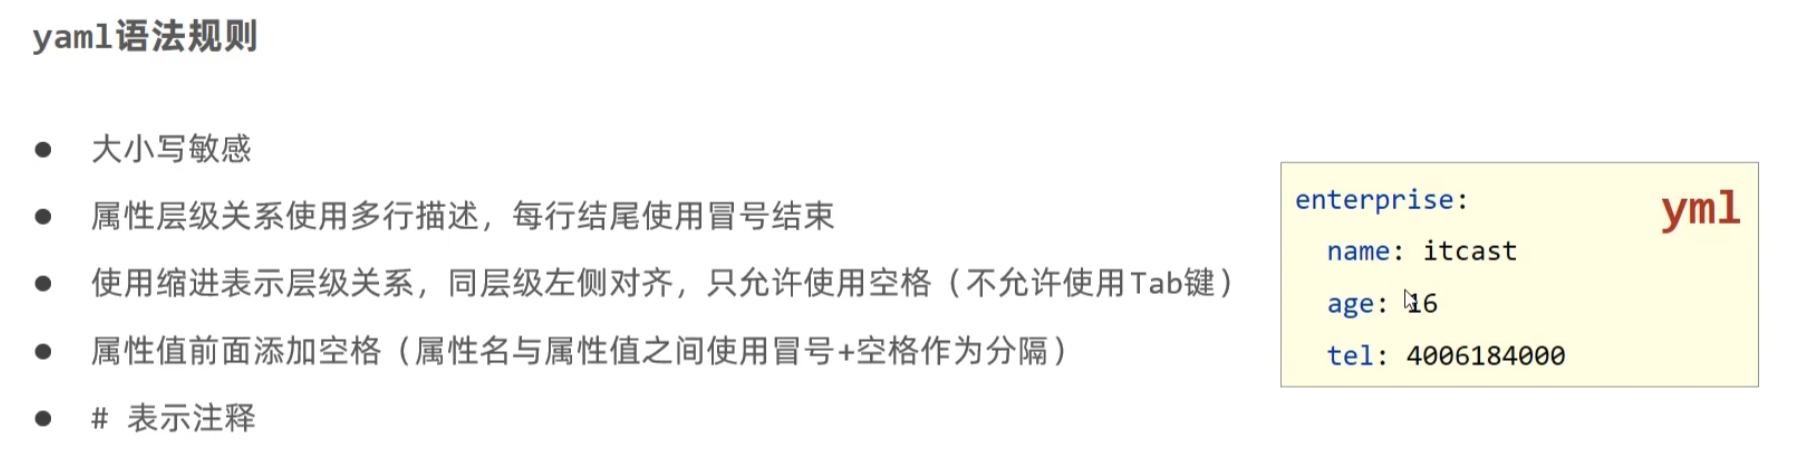 yaml语法规则
● 大小写敏感
● 属性层级关系使用多行描述，每行结尾使用冒号结束
● 使用缩进表示层级关系，同层级左侧对齐，只允许使用空格（不允许使用Tab键）
● 属性值前面添加空格（属性名与属性值之间使用冒号+空格作为分隔）
● # 表示注释
enterprise:
yml
name: itcast
age: 16
tel: 4006184000